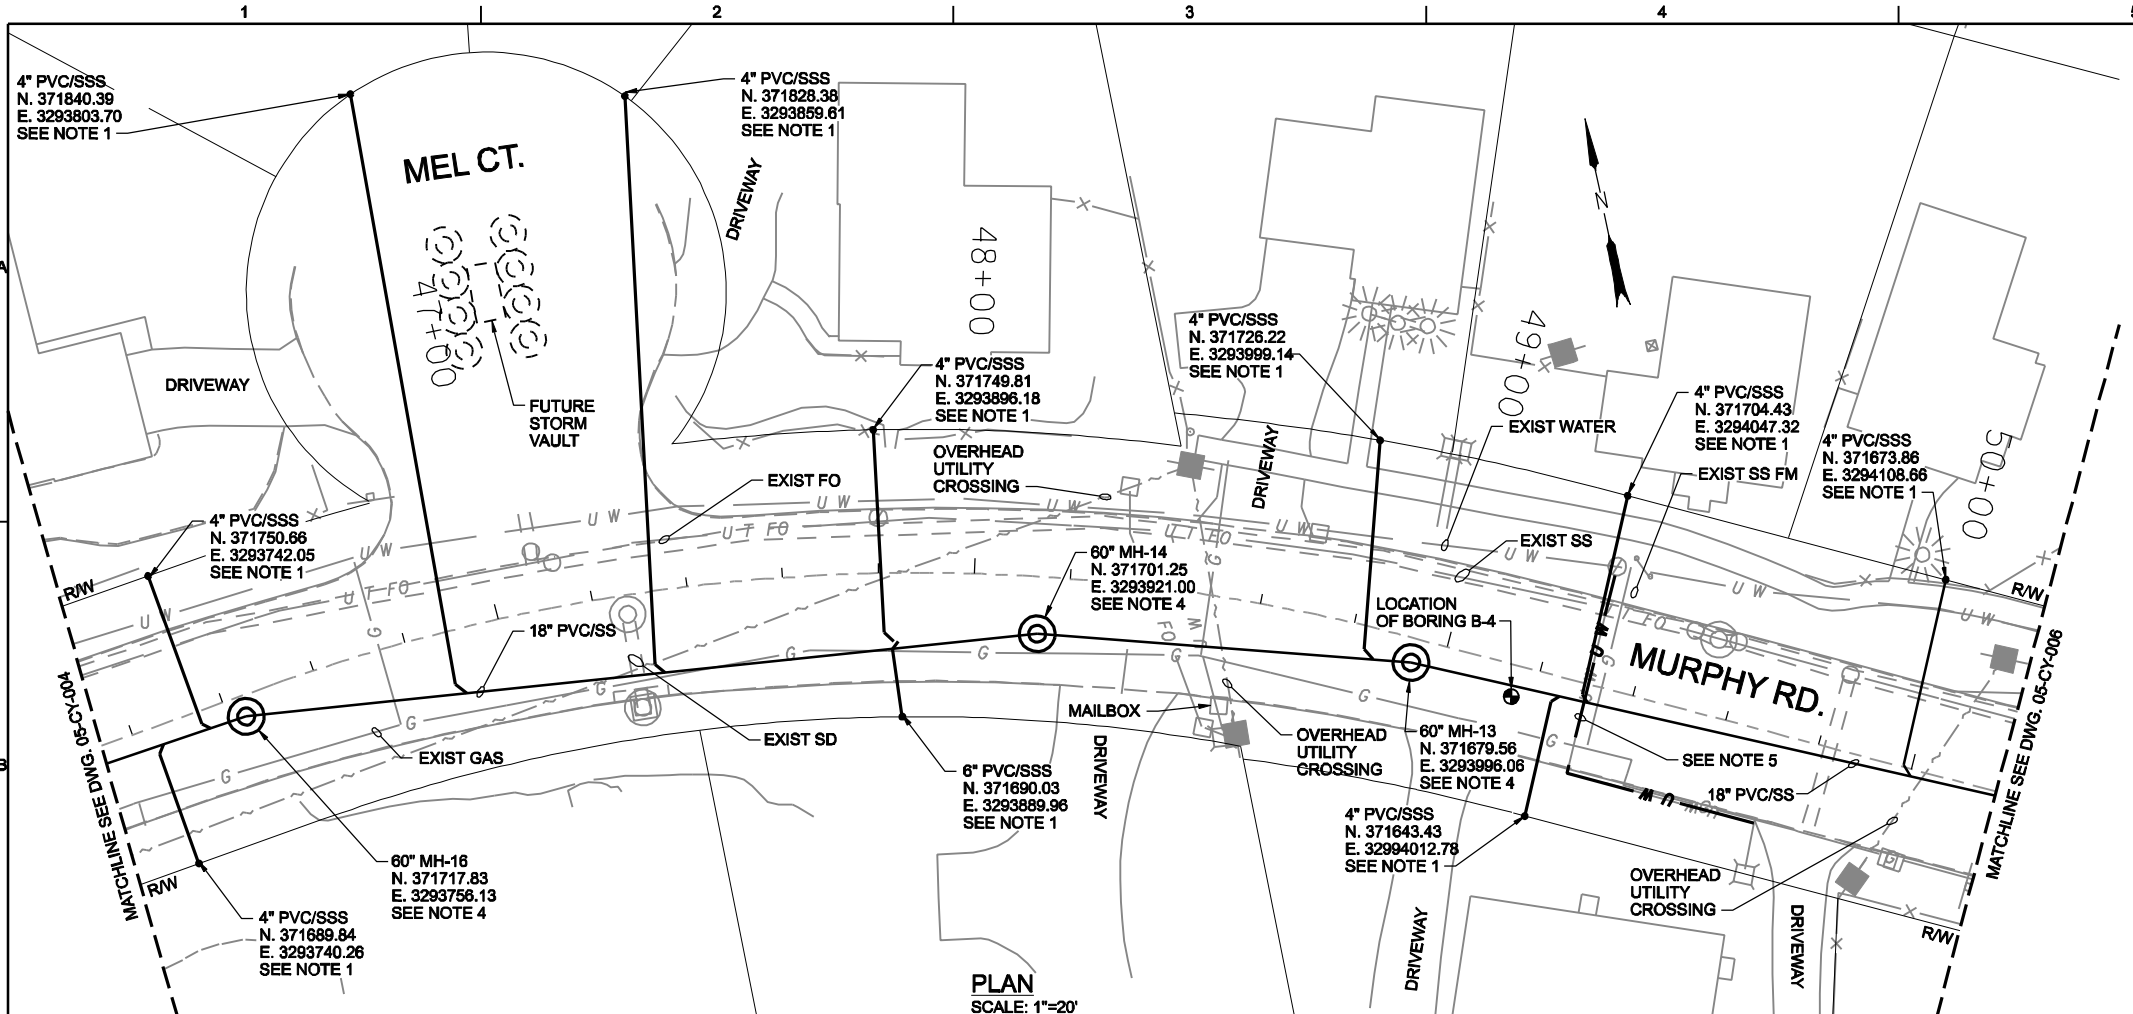 1
2
3
4
5
A
B
4" PVC/SSS
N. 371840.39
E. 3293803.70
SEE NOTE 1
4" PVC/SSS
N. 371828.38
E. 3293859.61
SEE NOTE 1
MEL CT.
DRIVEWAY
47+00
48+00
49+00
50+00
N
DRIVEWAY
FUTURE
STORM
VAULT
4" PVC/SSS
N. 371749.81
E. 3293896.18
SEE NOTE 1
4" PVC/SSS
N. 371726.22
E. 3293999.14
SEE NOTE 1
4" PVC/SSS
N. 371704.43
E. 3294047.32
SEE NOTE 1
4" PVC/SSS
N. 371673.86
E. 3294108.66
SEE NOTE 1
EXIST WATER
EXIST SS FM
EXIST SS
DRIVEWAY
OVERHEAD
UTILITY
CROSSING
EXIST FO
4" PVC/SSS
N. 371750.66
E. 3293742.05
SEE NOTE 1
R/W
U W
U W
U W
U W
U W
U W
U W
U W
U W
U T FO
U T FO
U T FO
T FO
FO
W
G
G
G
G
G
G
G
G
G
G
G
G
60" MH-14
N. 371701.25
E. 3293921.00
SEE NOTE 4
LOCATION
OF BORING B-4
18" PVC/SS
MURPHY RD.
R/W
MATCHLINE SEE DWG. 05-CY-004
MATCHLINE SEE DWG. 05-CY-006
EXIST GAS
EXIST SD
MAILBOX
DRIVEWAY
OVERHEAD
UTILITY
CROSSING
60" MH-13
N. 371679.56
E. 3293996.06
SEE NOTE 4
SEE NOTE 5
18" PVC/SS
U W
U W
6" PVC/SSS
N. 371690.03
E. 3293889.96
SEE NOTE 1
4" PVC/SSS
N. 371643.43
E. 32994012.78
SEE NOTE 1
60" MH-16
N. 371717.83
E. 3293756.13
SEE NOTE 4
R/W
4" PVC/SSS
N. 371689.84
E. 3293740.26
SEE NOTE 1
OVERHEAD
UTILITY
CROSSING
DRIVEWAY
DRIVEWAY
R/W
PLAN
SCALE: 1"=20'